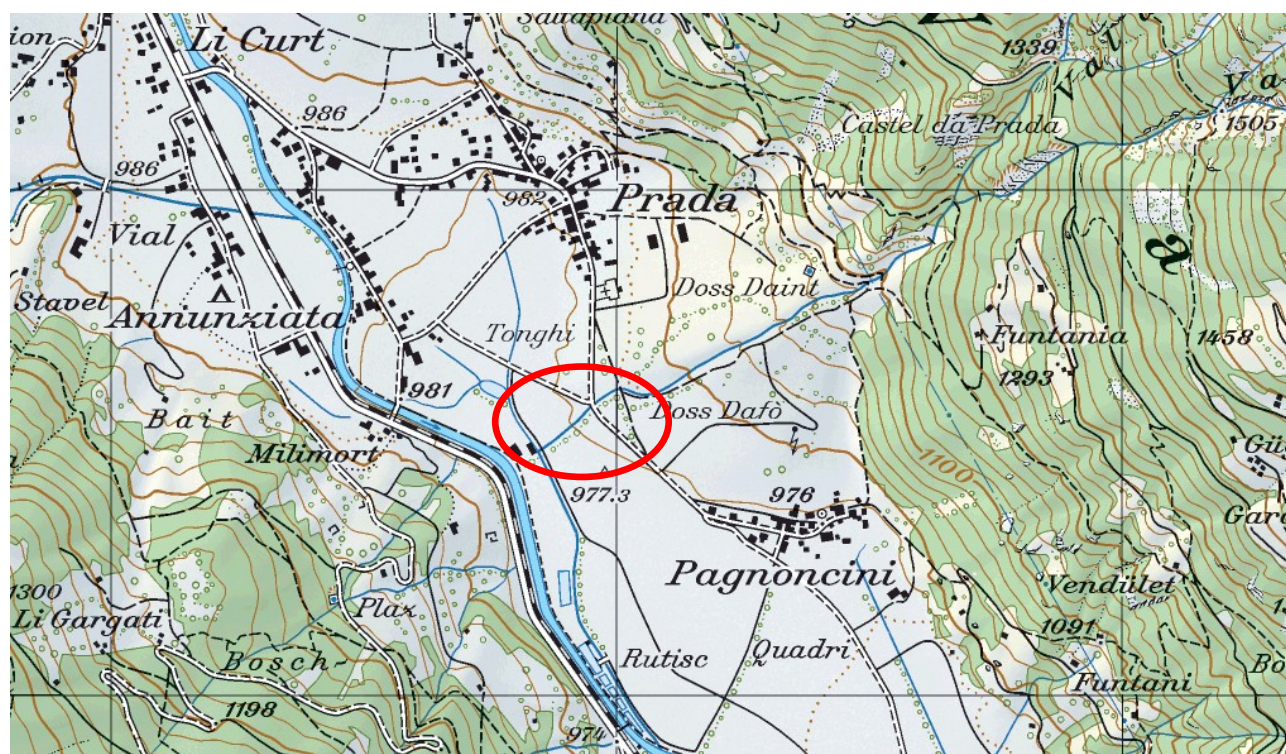 Li Curt
1339
986
Castel da Prada
1505
986
982
Prada
Vial
a
Stavel
Annunziata
Doss Daint
Tonghi
Funtania
1458
1293
981
Doss Dafò
Bait
Milimort
1100
977.3
976
Pagnoncini
Vendület
1300
Li Gargati
Plaz
Bosch
Rutisc
Quadri
1091
Funtani
1198
974